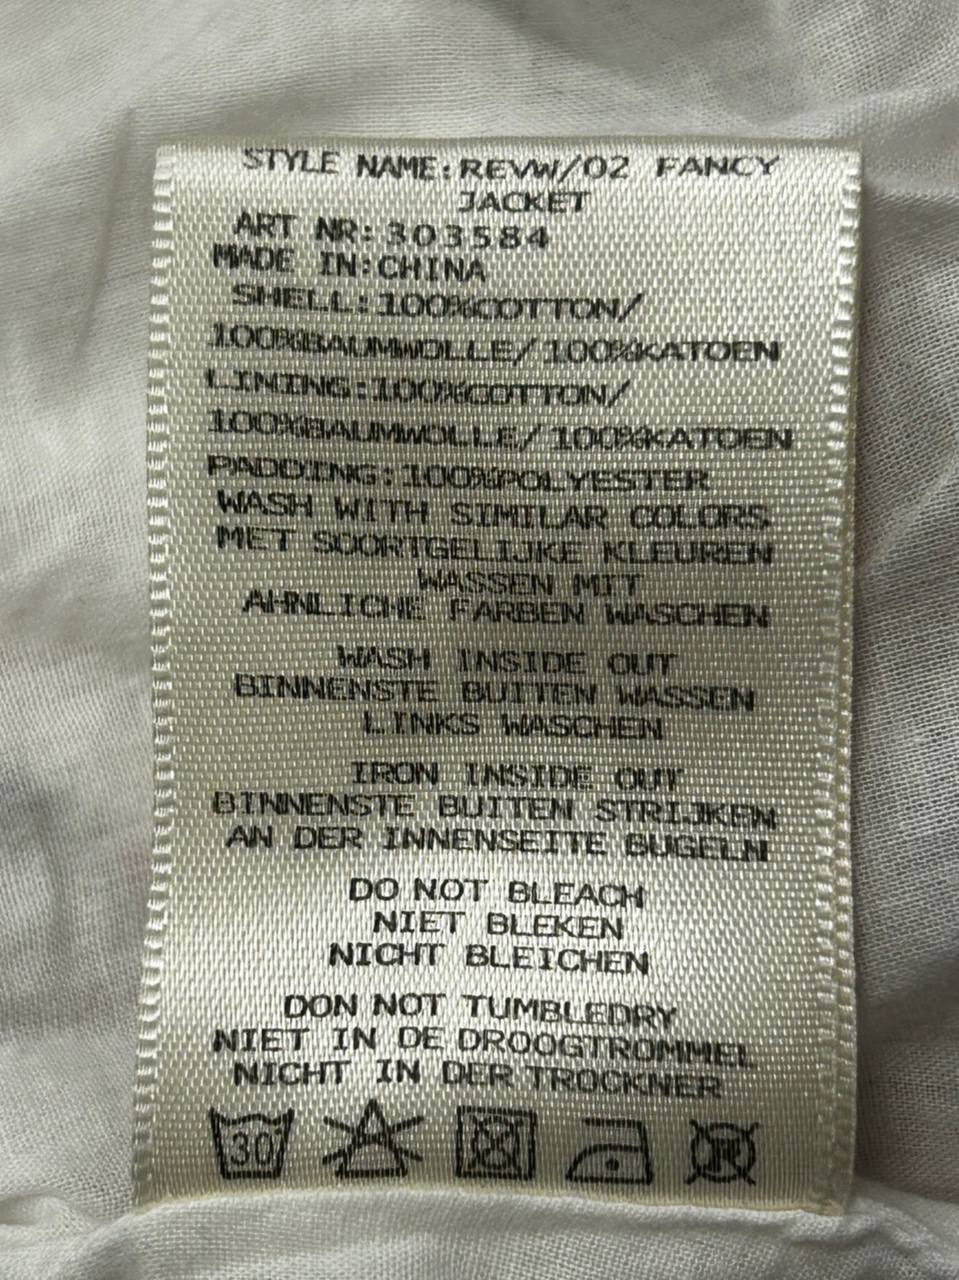 STYLE NAME:REVW/02 FANCY
JACKET
ART NR:303584
MADE IN:CHINA
SHELL:100%COTTON/
100%BAUMWOLLE/100%KATOEN
LINING:100%COTTON/
100%BAUMWOLLE/100%KATOEN
PADDING:100%POLYESTER
WASH WITH SIMILAR COLORS
MET SOORTGELIJKE KLEUREN
WASSEN MIT
AHNLICHE FARBEN WASCHEN
WASH INSIDE OUT
BINNENSTE BUITEN WASSEN
LINKS WASCHEN
IRON INSIDE OUT
BINNENSTE BUITEN STRIJKEN
AN DER INNENSEITE BUGELN
DO NOT BLEACH
NIET BLEKEN
NICHT BLEICHEN
DON NOT TUMBLEDRY
NIET IN DE DROOGTROMMEL
NICHT IN DER TROCKNER
30